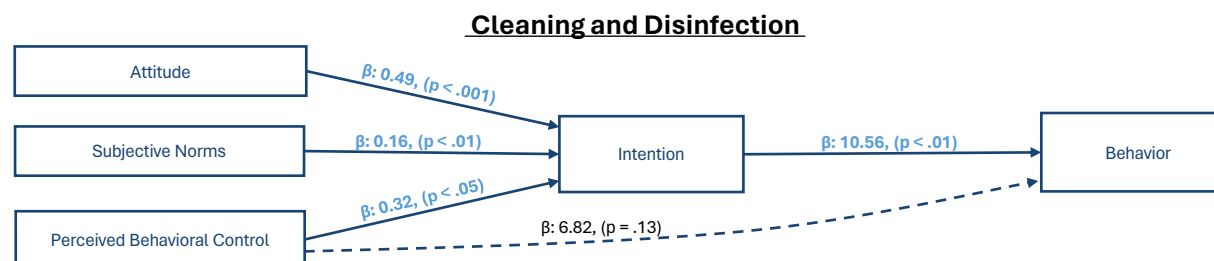 Cleaning and Disinfection
Attitude
β: 0.49, (p < .001)
Subjective Norms
β: 0.16, (p < .01)
Intention
β: 10.56, (p < .01)
Behavior
β: 0.32, (p < .05)
Perceived Behavioral Control
β: 6.82, (p = .13)